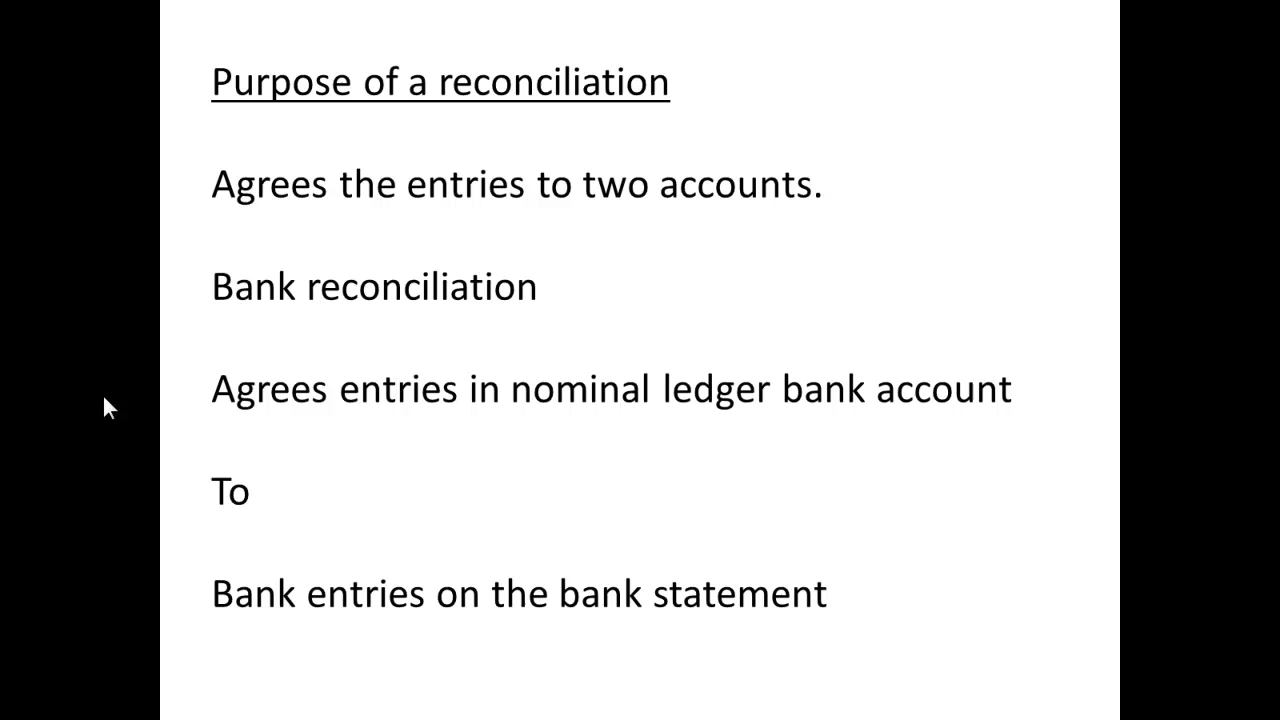 Purpose of a reconciliation
Agrees the entries to two accounts.
Bank reconciliation
Agrees entries in nominal ledger bank account
To
Bank entries on the bank statement